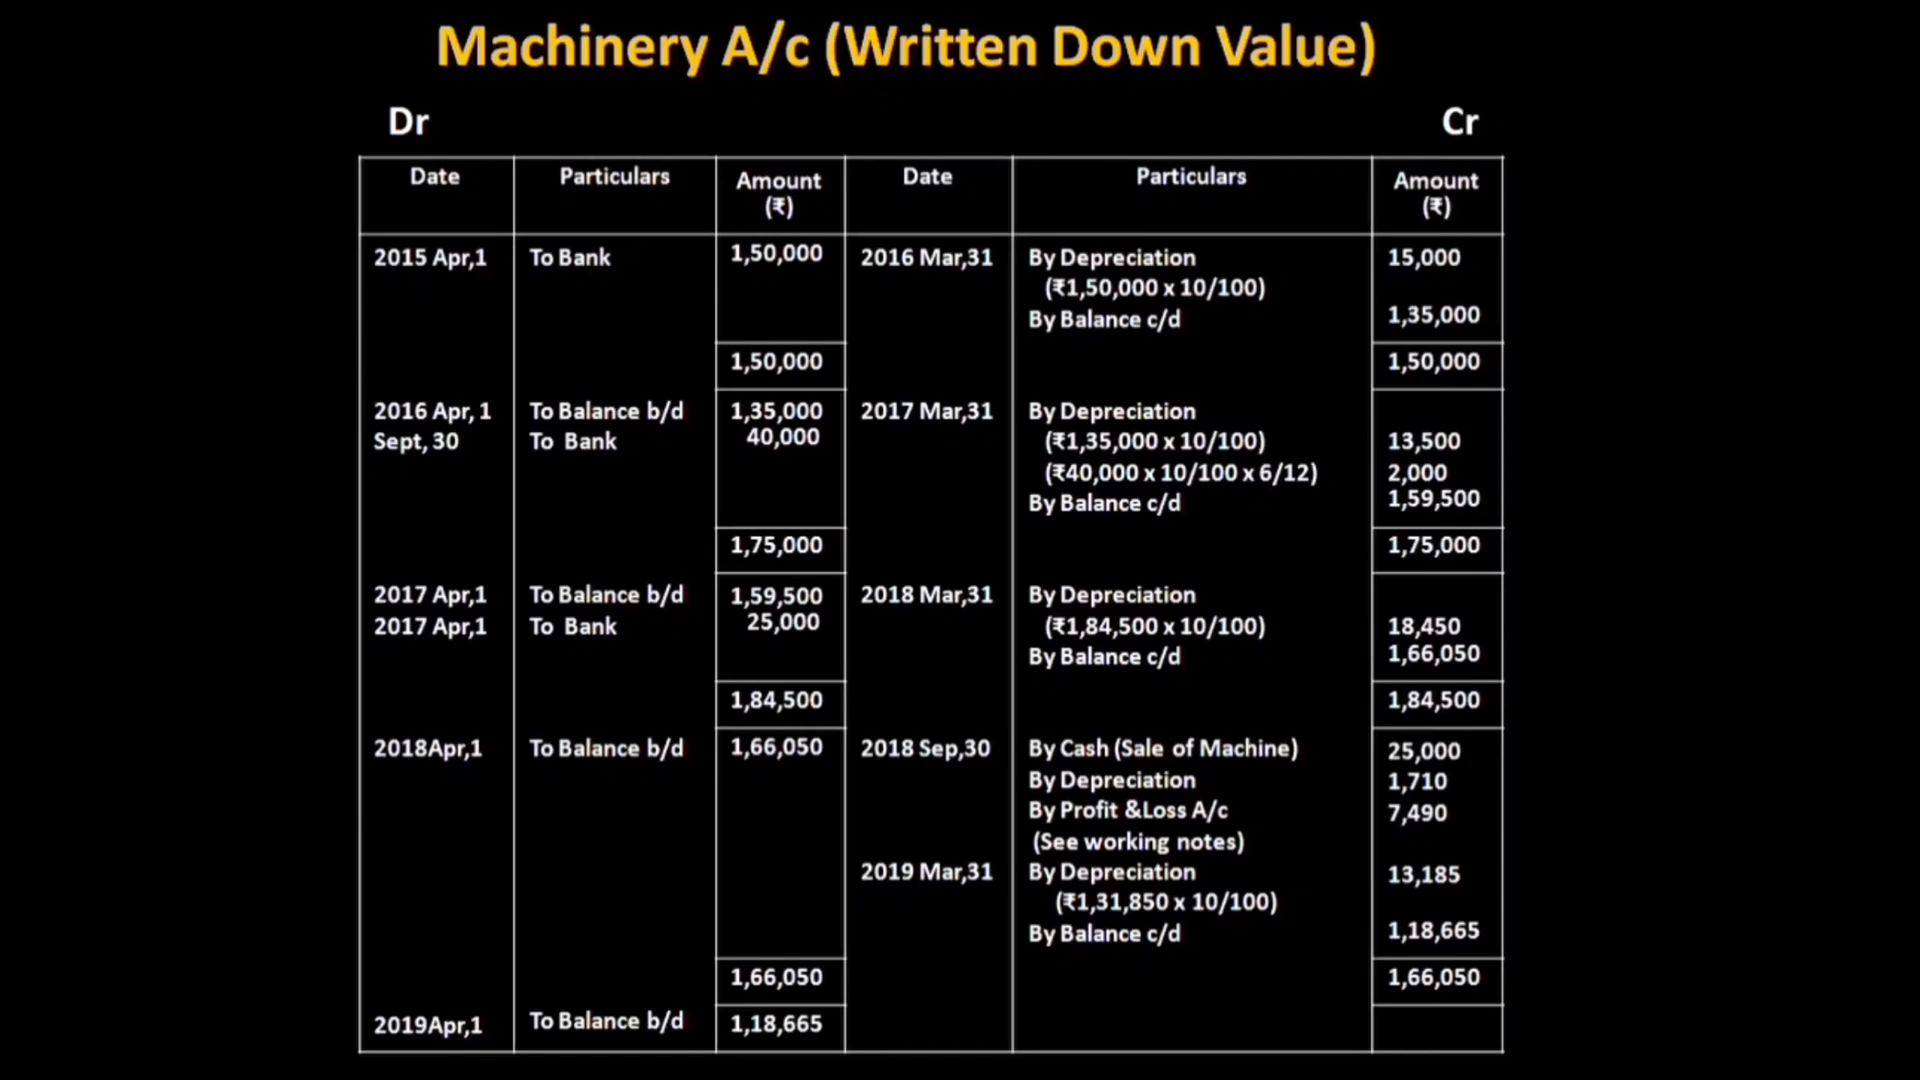 Machinery A/c (Written Down Value)
Dr Cr
Date Particulars Amount (₹) Date Particulars Amount (₹)
2015 Apr,1 To Bank 1,50,000 2016 Mar,31 By Depreciation 15,000
(₹1,50,000 x 10/100)
By Balance c/d 1,35,000
1,50,000 1,50,000
2016 Apr, 1 To Balance b/d 1,35,000 2017 Mar,31 By Depreciation
Sept, 30 To Bank 40,000 (₹1,35,000 x 10/100) 13,500
(₹40,000 x 10/100 x 6/12) 2,000
By Balance c/d 1,59,500
1,75,000 1,75,000
2017 Apr,1 To Balance b/d 1,59,500 2018 Mar,31 By Depreciation
2017 Apr,1 To Bank 25,000 (₹1,84,500 x 10/100) 18,450
By Balance c/d 1,66,050
1,84,500 1,84,500
2018Apr,1 To Balance b/d 1,66,050 2018 Sep,30 By Cash (Sale of Machine) 25,000
By Depreciation 1,710
By Profit &Loss A/c 7,490
(See working notes)
2019 Mar,31 By Depreciation 13,185
(₹1,31,850 x 10/100)
By Balance c/d 1,18,665
1,66,050 1,66,050
2019Apr,1 To Balance b/d 1,18,665